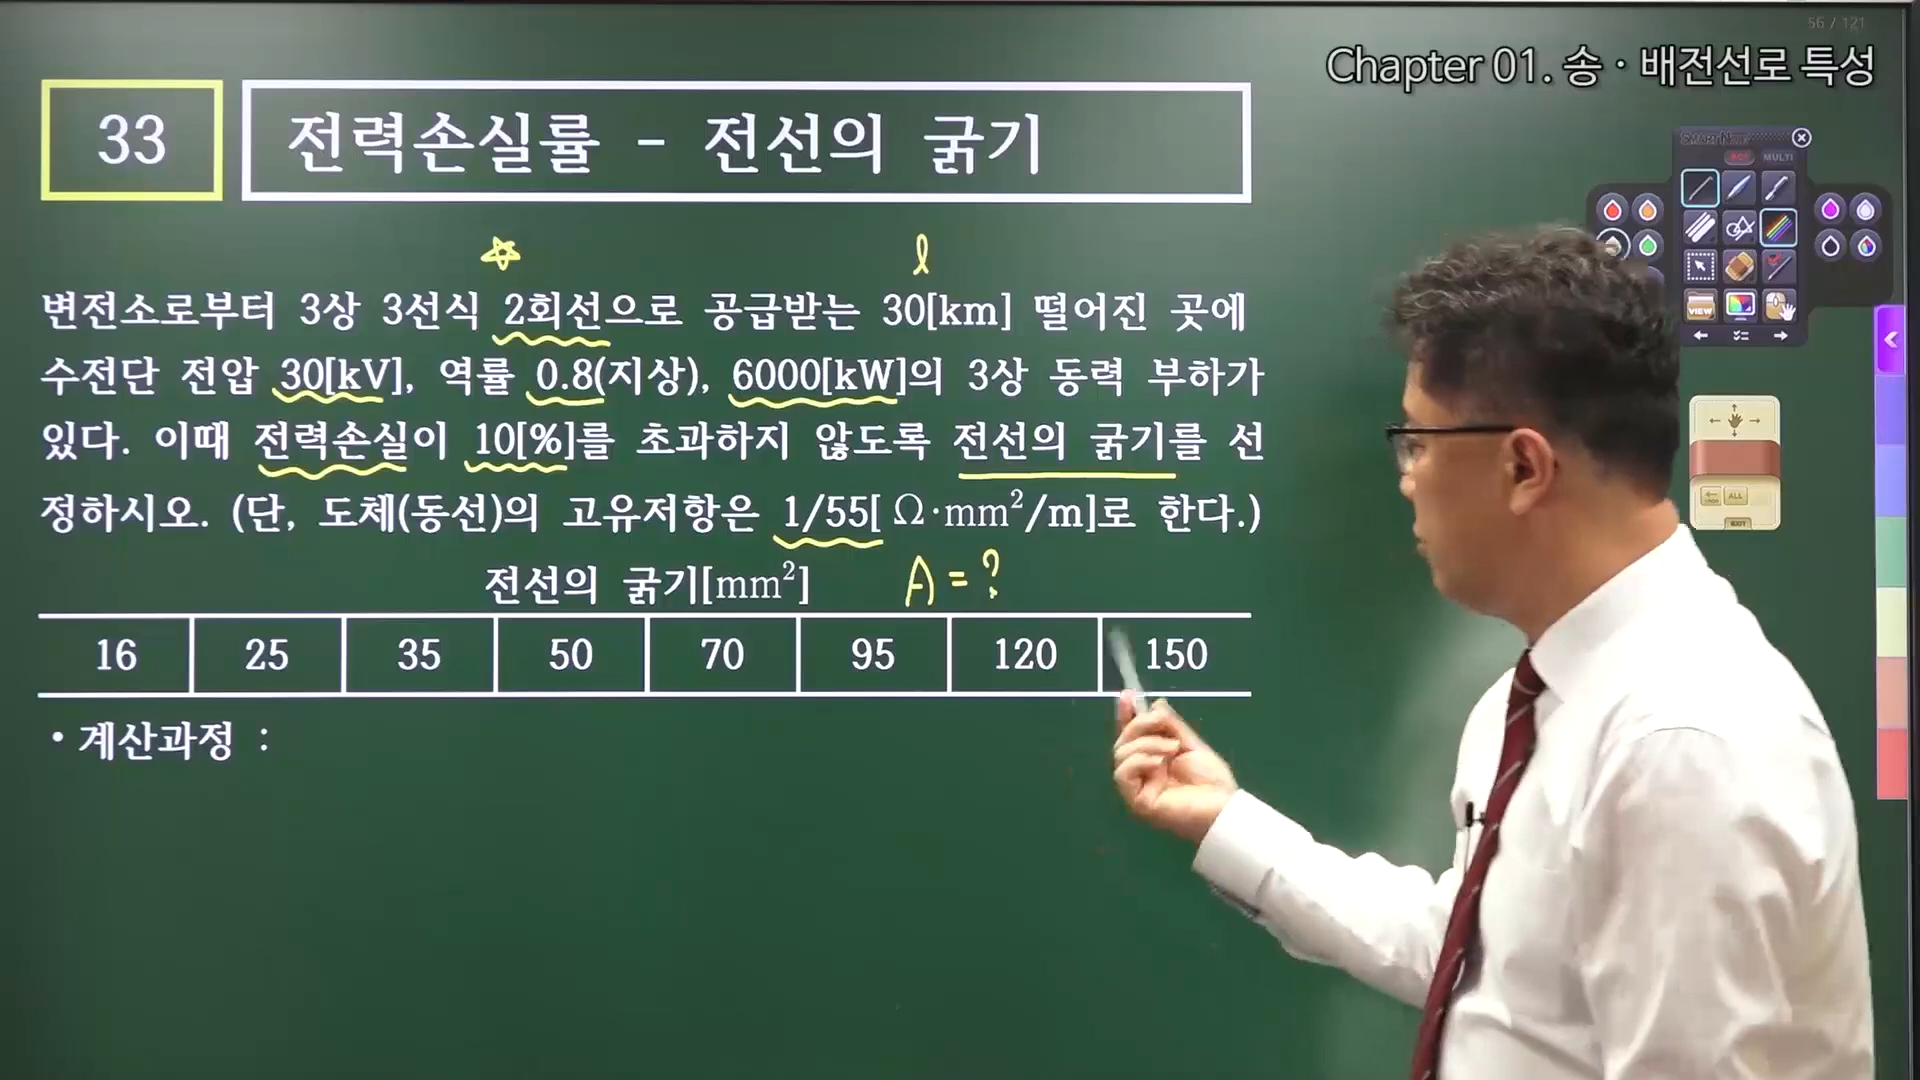 56 / 121
Chapter 01. 송 · 배전선로 특성
33
전력손실률 - 전선의 굵기
l
변전소로부터 3상 3선식 2회선으로 공급받는 30[km] 떨어진 곳에
수전단 전압 30[kV], 역률 0.8(지상), 6000[kW]의 3상 동력 부하가
있다. 이때 전력손실이 10[%]를 초과하지 않도록 전선의 굵기를 선
정하시오. (단, 도체(동선)의 고유저항은 1/55[Ω·mm²/m]로 한다.)
전선의 굵기[mm²] A = ?
16 25 35 50 70 95 120 150
• 계산과정 :
MULTI
VIEW
ALL
EXIT